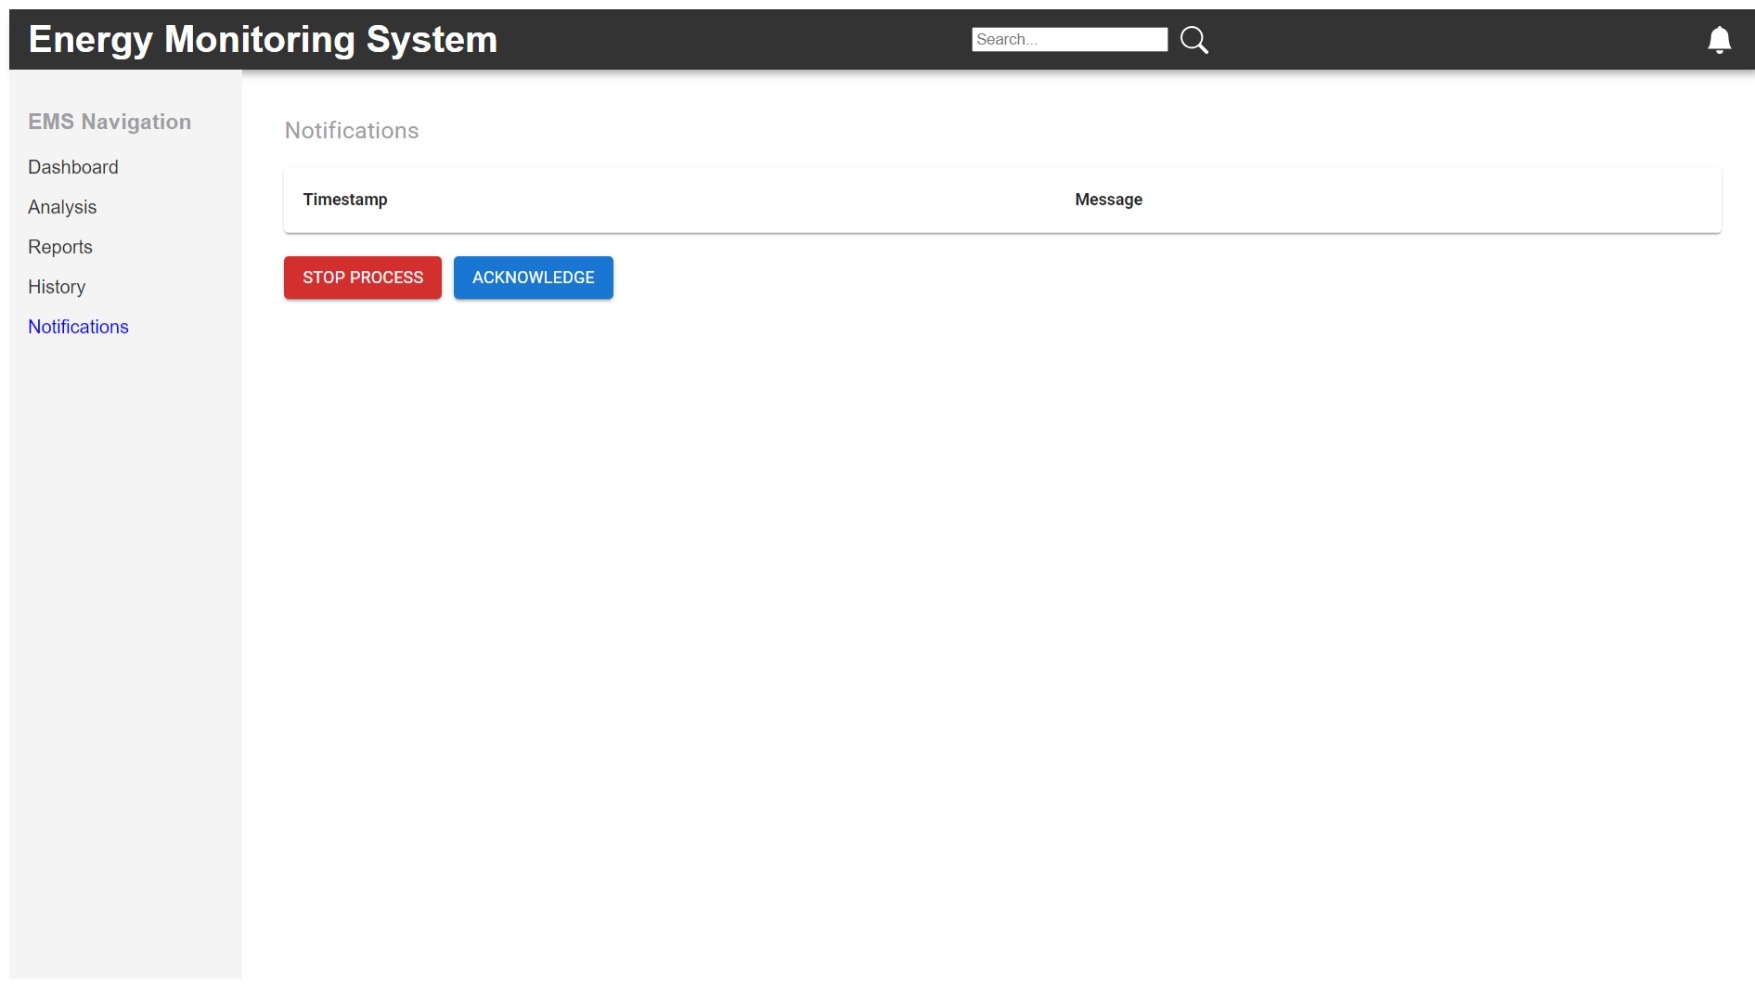 Energy Monitoring System
Search...
EMS Navigation
Dashboard
Analysis
Reports
History
Notifications
Notifications
Timestamp Message
STOP PROCESS ACKNOWLEDGE